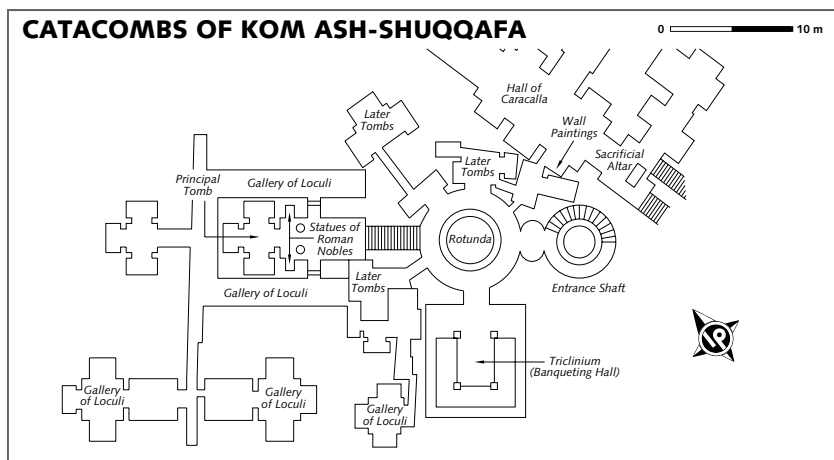 CATACOMBS OF KOM ASH-SHUQQAFA
0
10 m
Hall of
Caracalla
Later
Tombs
Wall
Paintings
Later
Tombs
Sacrificial
Altar
Principal
Tomb
Gallery of Loculi
Statues of
Roman
Nobles
Rotunda
Later
Tombs
Entrance Shaft
Gallery of Loculi
Triclinium
(Banqueting Hall)
Gallery
of Loculi
Gallery
of Loculi
Gallery
of Loculi